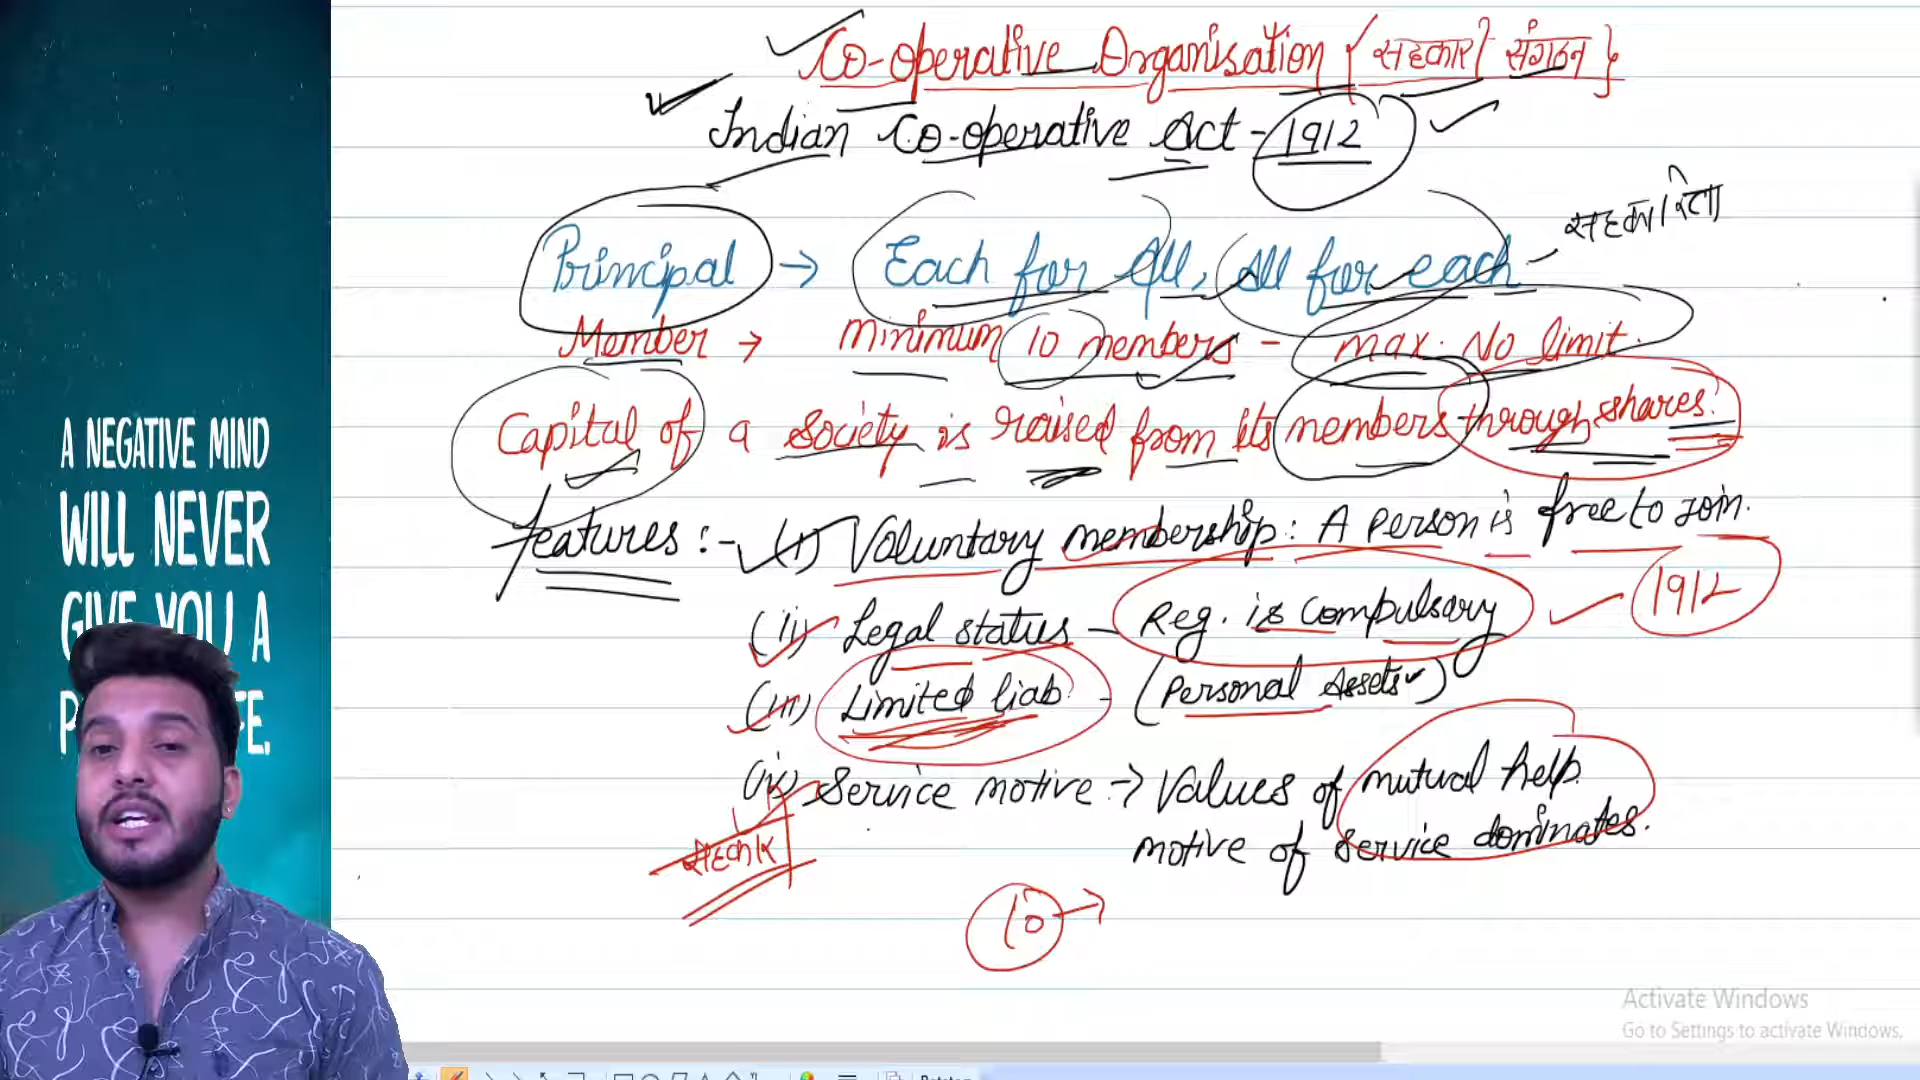 Co-operative Organisation { सहकारी संगठन }
Indian Co-operative Act - 1912
Principal → Each for All, All for each - सहकारिता
Member → minimum 10 members - max. No limit.
Capital of a society is raised from its members through shares.
features :- (i) Voluntary membership : A person is free to join.
(ii) Legal status - Reg. is compulsory 1912
(iii) Limited liab. - (Personal Assets)
(iv) Service motive :→ Values of mutual help.
motive of service dominates.
10 →
A NEGATIVE MIND
WILL NEVER
GIVE YOU A
P FE.
Activate Windows
Go to Settings to activate Windows.